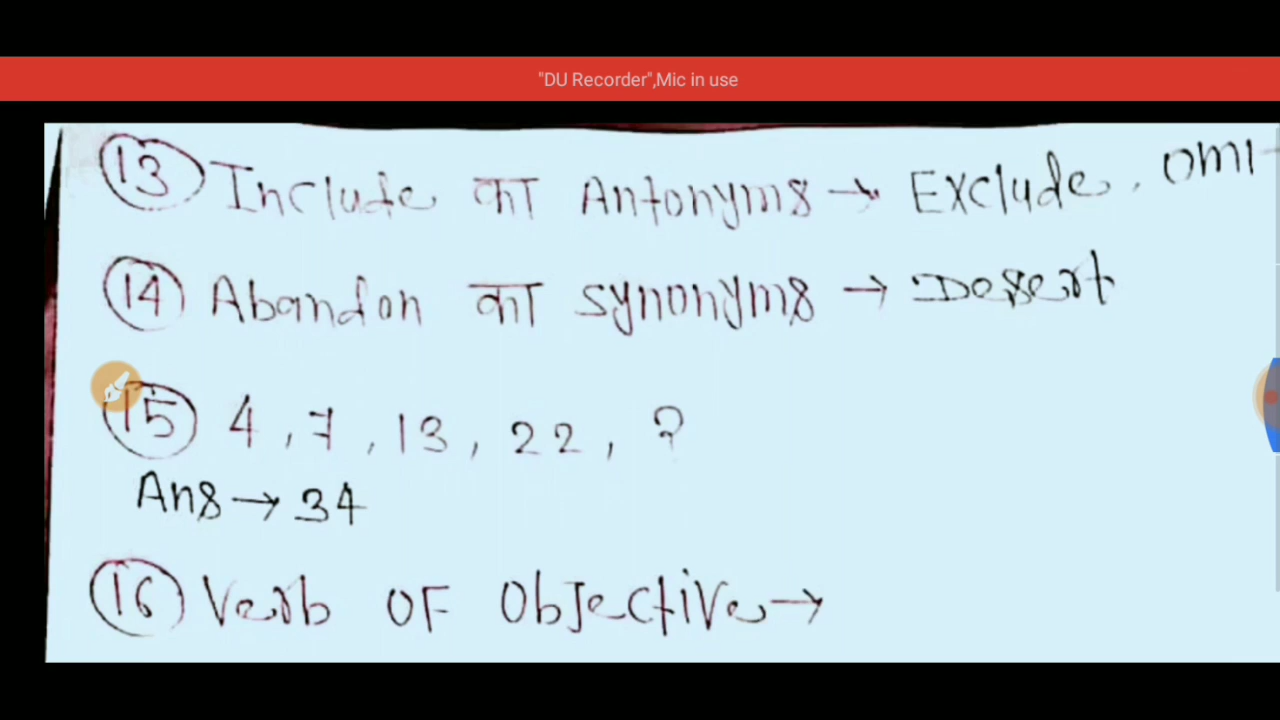 "DU Recorder",Mic in use
13 Include का Antonyms → Exclude, omi
14 Abandon का synonyms → Desert
15 4, 7, 13, 22, ?
Ans → 34
16 Verb OF Objective →